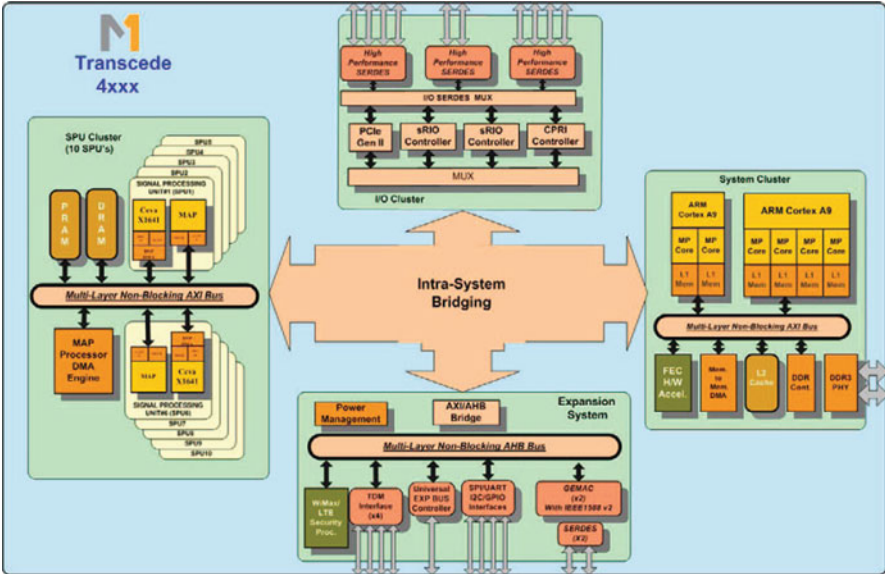 M1
Transcede
4xxx
High
Performance
SERDES
High
Performance
SERDES
High
Performance
SERDES
I/O SERDES MUX
PCIe
Gen II
sRIO
Controller
sRIO
Controller
CPRI
Controller
MUX
I/O Cluster
SPU Cluster
(10 SPU's)
SPU5
SPU4
SPU3
SPU2
SIGNAL PROCESSING
UNIT#1 (SPU1)
PRAM
DRAM
Ceva
X1641
MAP
Multi-Layer Non-Blocking AXI Bus
MAP
Processor
DMA
Engine
MAP
Ceva
X1641
SIGNAL PROCESSING
UNIT#6 (SPU6)
SPU7
SPU8
SPU9
SPU10
Intra-System
Bridging
System Cluster
ARM
Cortex A9
MP
Core
MP
Core
L1
Mem
L1
Mem
ARM Cortex A9
MP
Core
MP
Core
MP
Core
MP
Core
L1
Mem
L1
Mem
L1
Mem
L1
Mem
Multi-Layer Non-Blocking AXI Bus
FEC
H/W
Accel.
Mem.
to
Mem.
DMA
L2
Cache
DDR
Cont.
DDR3
PHY
Expansion
System
Power
Management
AXI/AHB
Bridge
Multi-Layer Non-Blocking AHB Bus
WiMax/
LTE
Security
Proc.
TDM
Interface
(x4)
Universal
EXP BUS
Controller
SPI/UART
I2C/GPIO
Interfaces
GEMAC
(x2)
With IEEE1588 v2
SERDES
(X2)